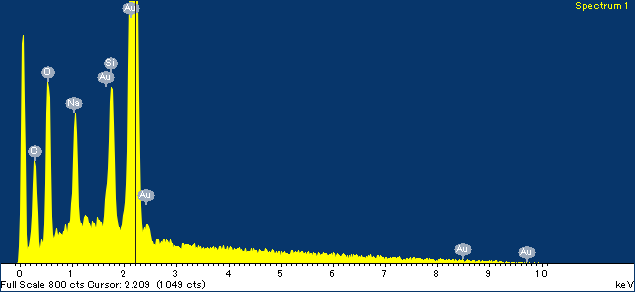 Spectrum 1
Au
Si
O
Au
Na
C
Au
Au
Au
0 1 2 3 4 5 6 7 8 9 10
Full Scale 800 cts Cursor: 2.209 (1049 cts) keV